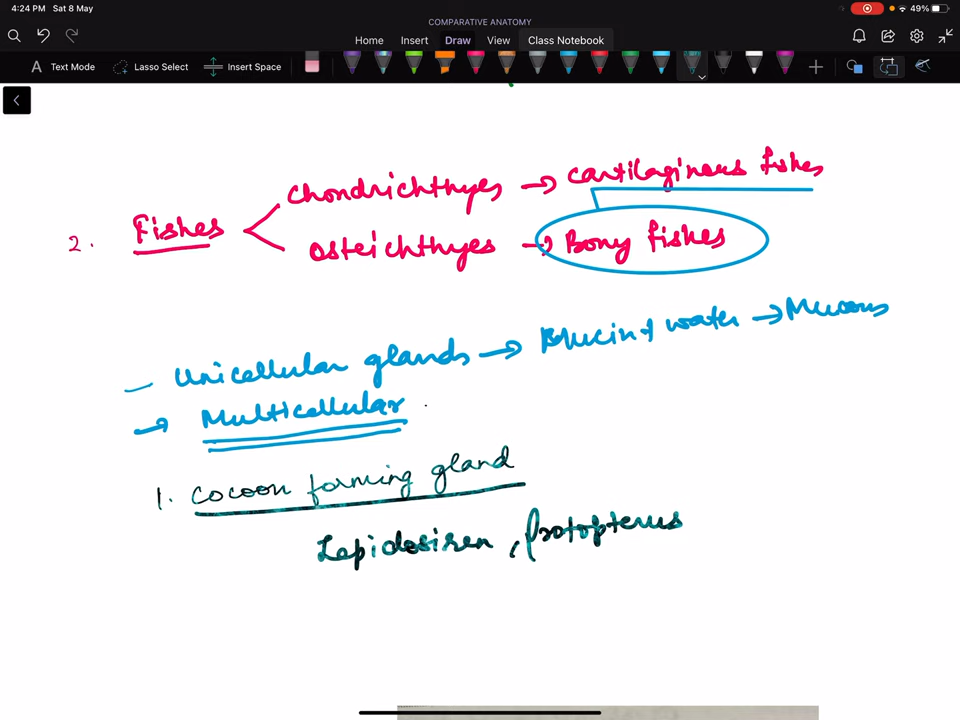 4:24 PM Sat 8 May
49%
COMPARATIVE ANATOMY
Home Insert Draw View Class Notebook
Text Mode Lasso Select Insert Space
chondrichthyes → cartilaginous fishes
2. Fishes
osteichthyes → Bony fishes
– Unicellular glands → Mucin + water → Mucous
→ Multicellular
1. cocoon forming gland
Lepidosiren, Protopterus